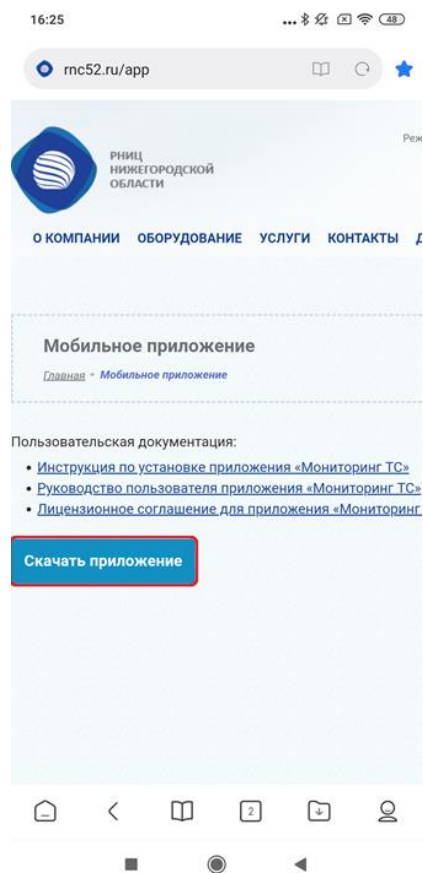 16:25
48
rnc52.ru/app
Реж
РНИЦ
НИЖЕГОРОДСКОЙ
ОБЛАСТИ
О КОМПАНИИ ОБОРУДОВАНИЕ УСЛУГИ КОНТАКТЫ Д
Мобильное приложение
Главная - Мобильное приложение
Пользовательская документация:
• Инструкция по установке приложения «Мониторинг ТС»
• Руководство пользователя приложения «Мониторинг ТС»
• Лицензионное соглашение для приложения «Мониторинг
Скачать приложение
2